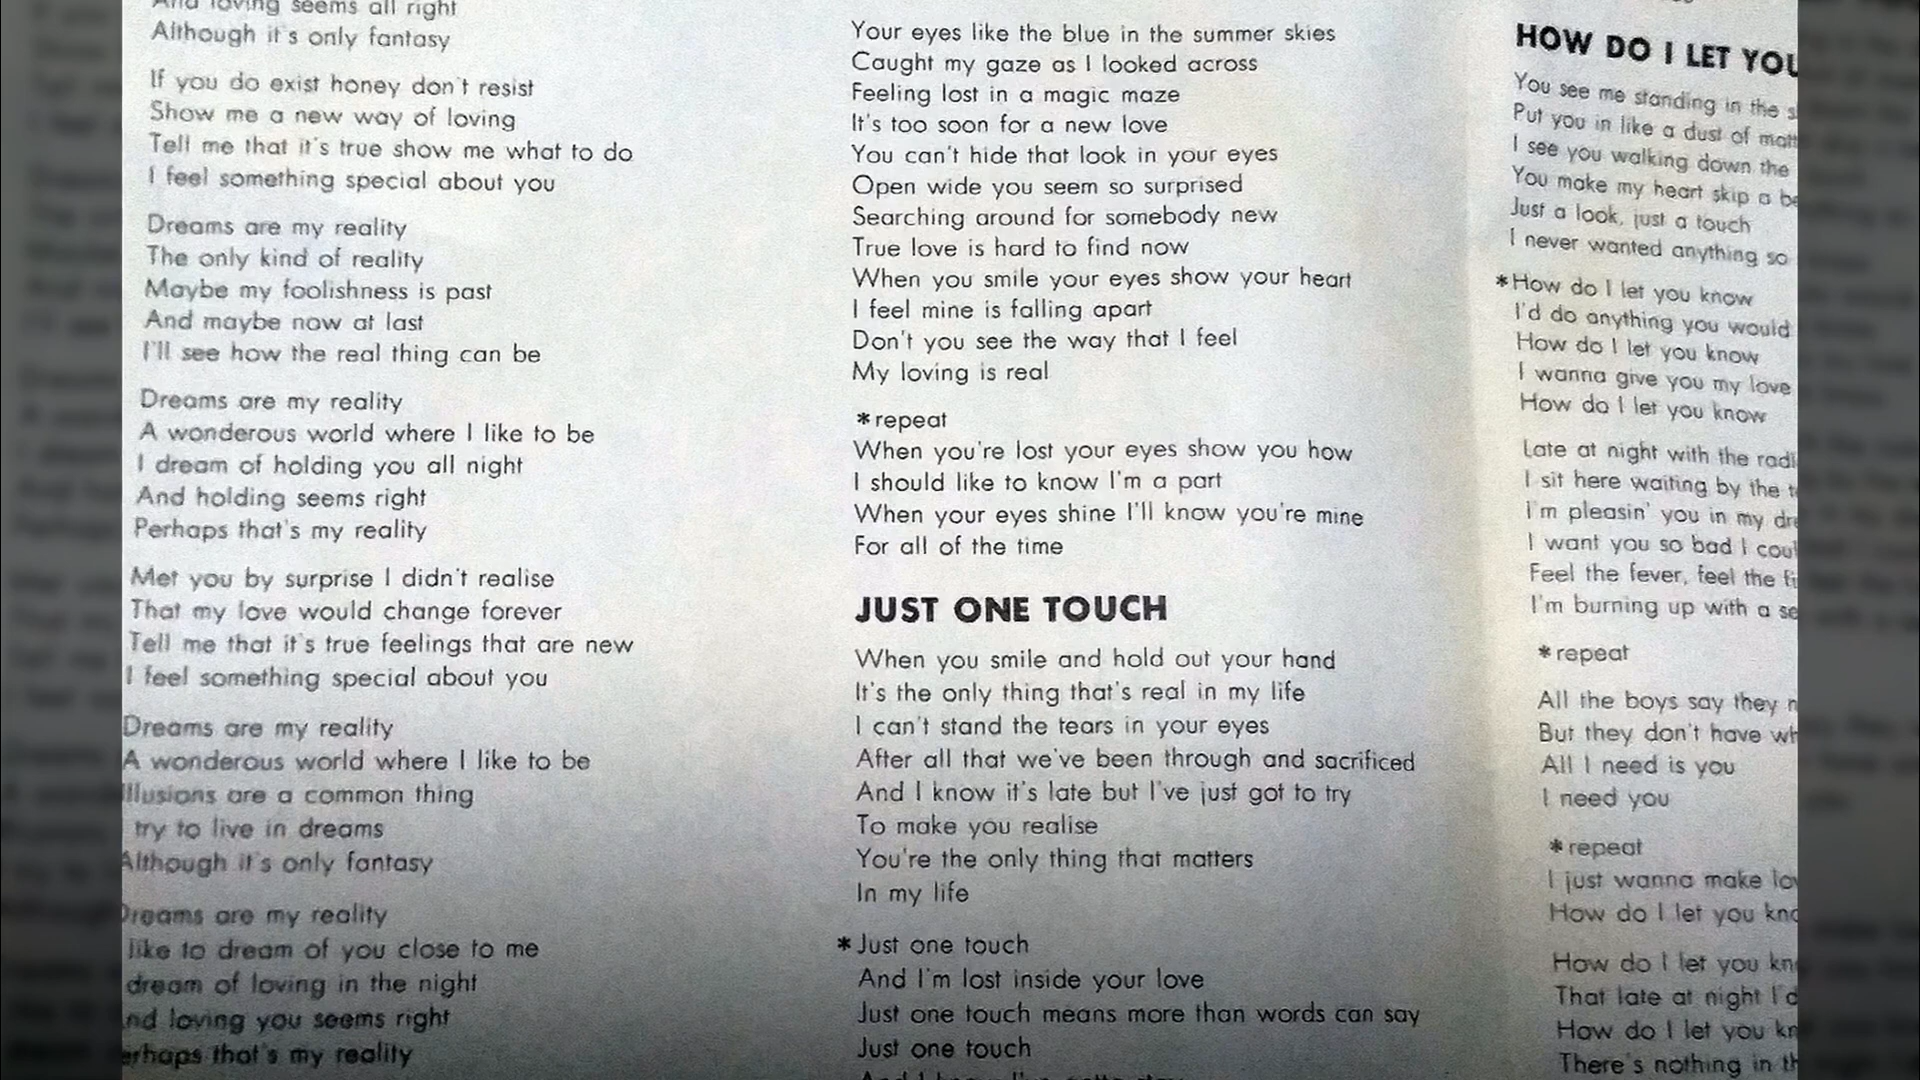 And loving seems all right
Although it's only fantasy
If you do exist honey don't resist
Show me a new way of loving
Tell me that it's true show me what to do
I feel something special about you
Dreams are my reality
The only kind of reality
Maybe my foolishness is past
And maybe now at last
I'll see how the real thing can be
Dreams are my reality
A wonderous world where I like to be
I dream of holding you all night
And holding seems right
Perhaps that's my reality
Met you by surprise I didn't realise
That my love would change forever
Tell me that it's true feelings that are new
I feel something special about you
Dreams are my reality
A wonderous world where I like to be
Illusions are a common thing
try to live in dreams
Although it's only fantasy
Dreams are my reality
like to dream of you close to me
dream of loving in the night
loving you seems right
that's my reality
Your eyes like the blue in the summer skies
Caught my gaze as I looked across
Feeling lost in a magic maze
It's too soon for a new love
You can't hide that look in your eyes
Open wide you seem so surprised
Searching around for somebody new
True love is hard to find now
When you smile your eyes show your heart
I feel mine is falling apart
Don't you see the way that I feel
My loving is real
*repeat
When you're lost your eyes show you how
I should like to know I'm a part
When your eyes shine I'll know you're mine
For all of the time
JUST ONE TOUCH
When you smile and hold out your hand
It's the only thing that's real in my life
I can't stand the tears in your eyes
After all that we've been through and sacrificed
And I know it's late but I've just got to try
To make you realise
You're the only thing that matters
In my life
*Just one touch
And I'm lost inside your love
Just one touch means more than words can say
Just one touch
HOW DO I LET YOU
You see me standing in the
Put you in like a dust of
I see you walking down the
You make my heart skip a
Just a look, just a touch
I never wanted anything so
*How do I let you know
I'd do anything you would
How do I let you know
I wanna give you my love
How do I let you know
Late at night with the
I sit here waiting by the
I'm pleasin' you in my
I want you so bad I
Feel the fever, feel the
I'm burning up with a
*repeat
All the boys say they
But they don't have
All I need is you
I need you
*repeat
I just wanna make
How do I let you
How do I let you
That late at night
How do I let you
There's nothing in